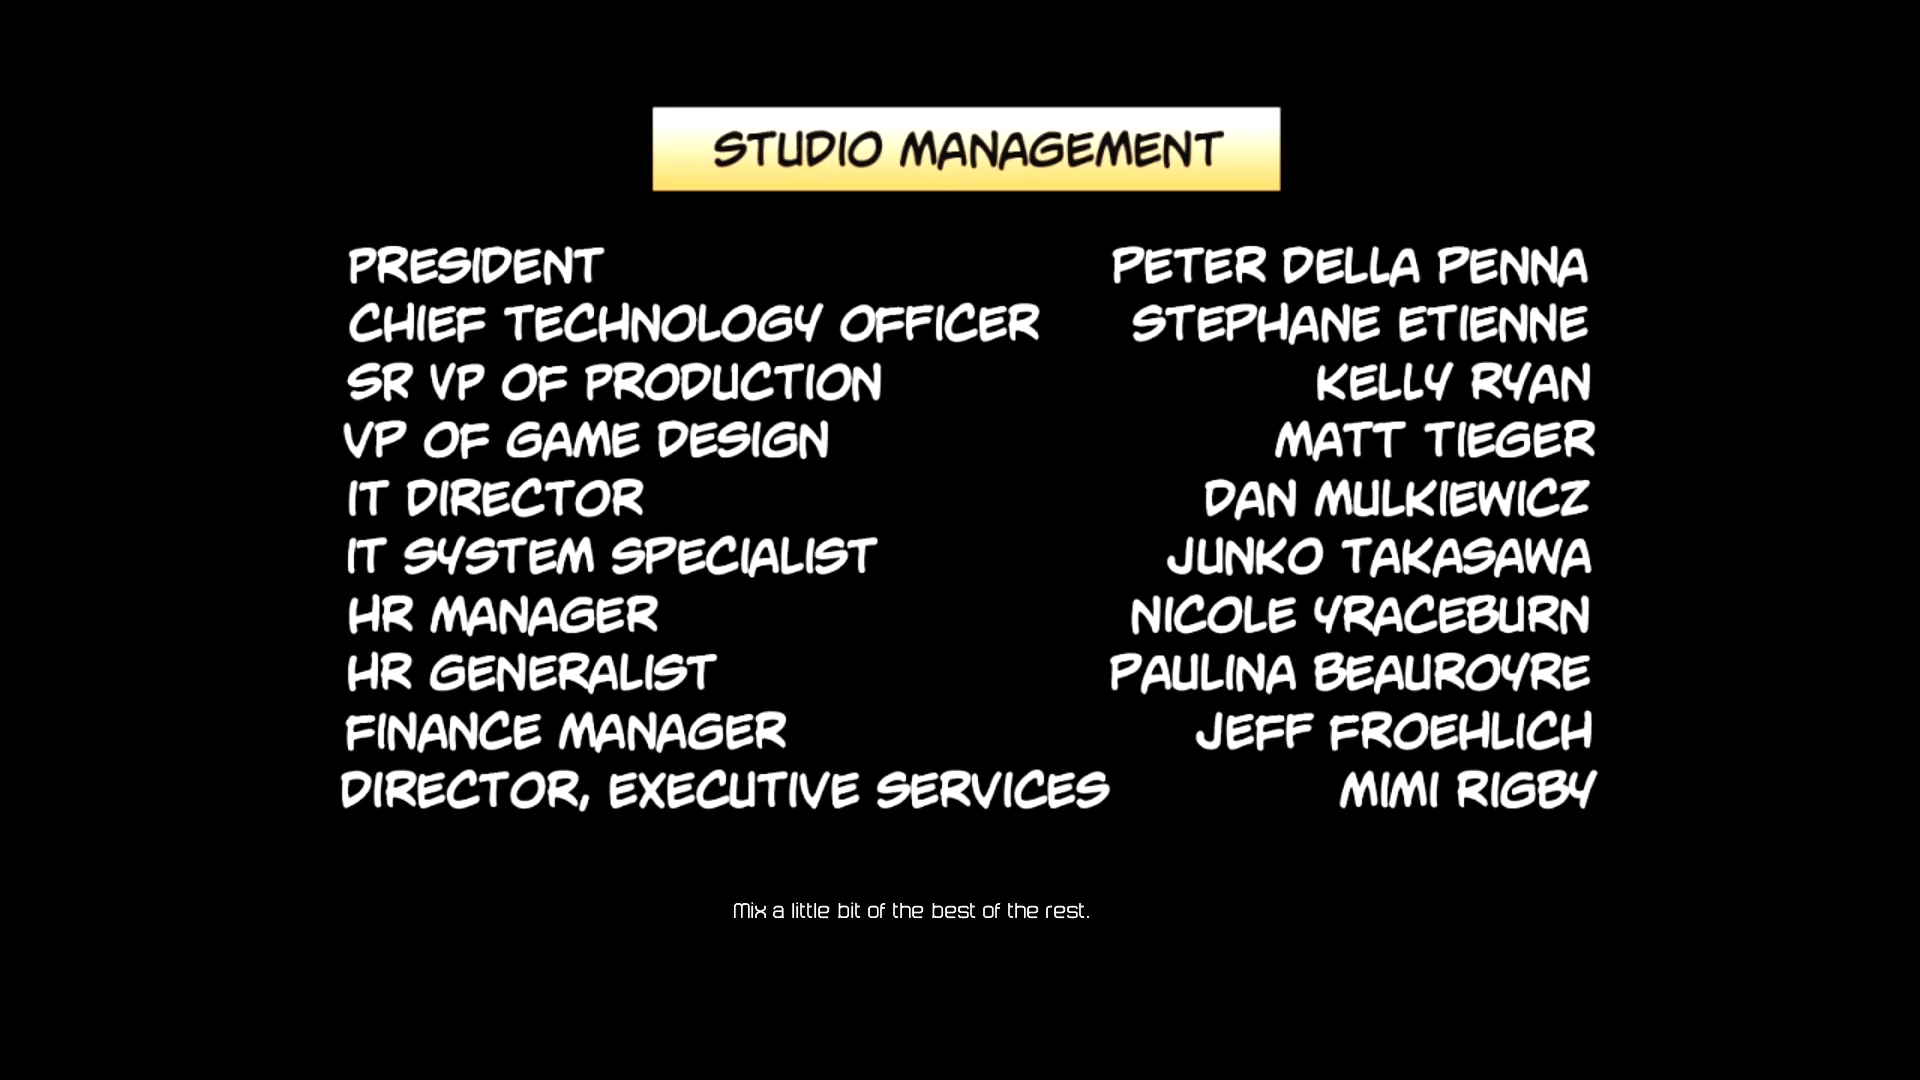 STUDIO MANAGEMENT
PRESIDENT PETER DELLA PENNA
CHIEF TECHNOLOGY OFFICER STEPHANE ETIENNE
SR VP OF PRODUCTION KELLY RYAN
VP OF GAME DESIGN MATT TIEGER
IT DIRECTOR DAN MULKIEWICZ
IT SYSTEM SPECIALIST JUNKO TAKASAWA
HR MANAGER NICOLE YRACEBURN
HR GENERALIST PAULINA BEAUROYRE
FINANCE MANAGER JEFF FROEHLICH
DIRECTOR, EXECUTIVE SERVICES MIMI RIGBY
Mix a little bit of the best of the rest.